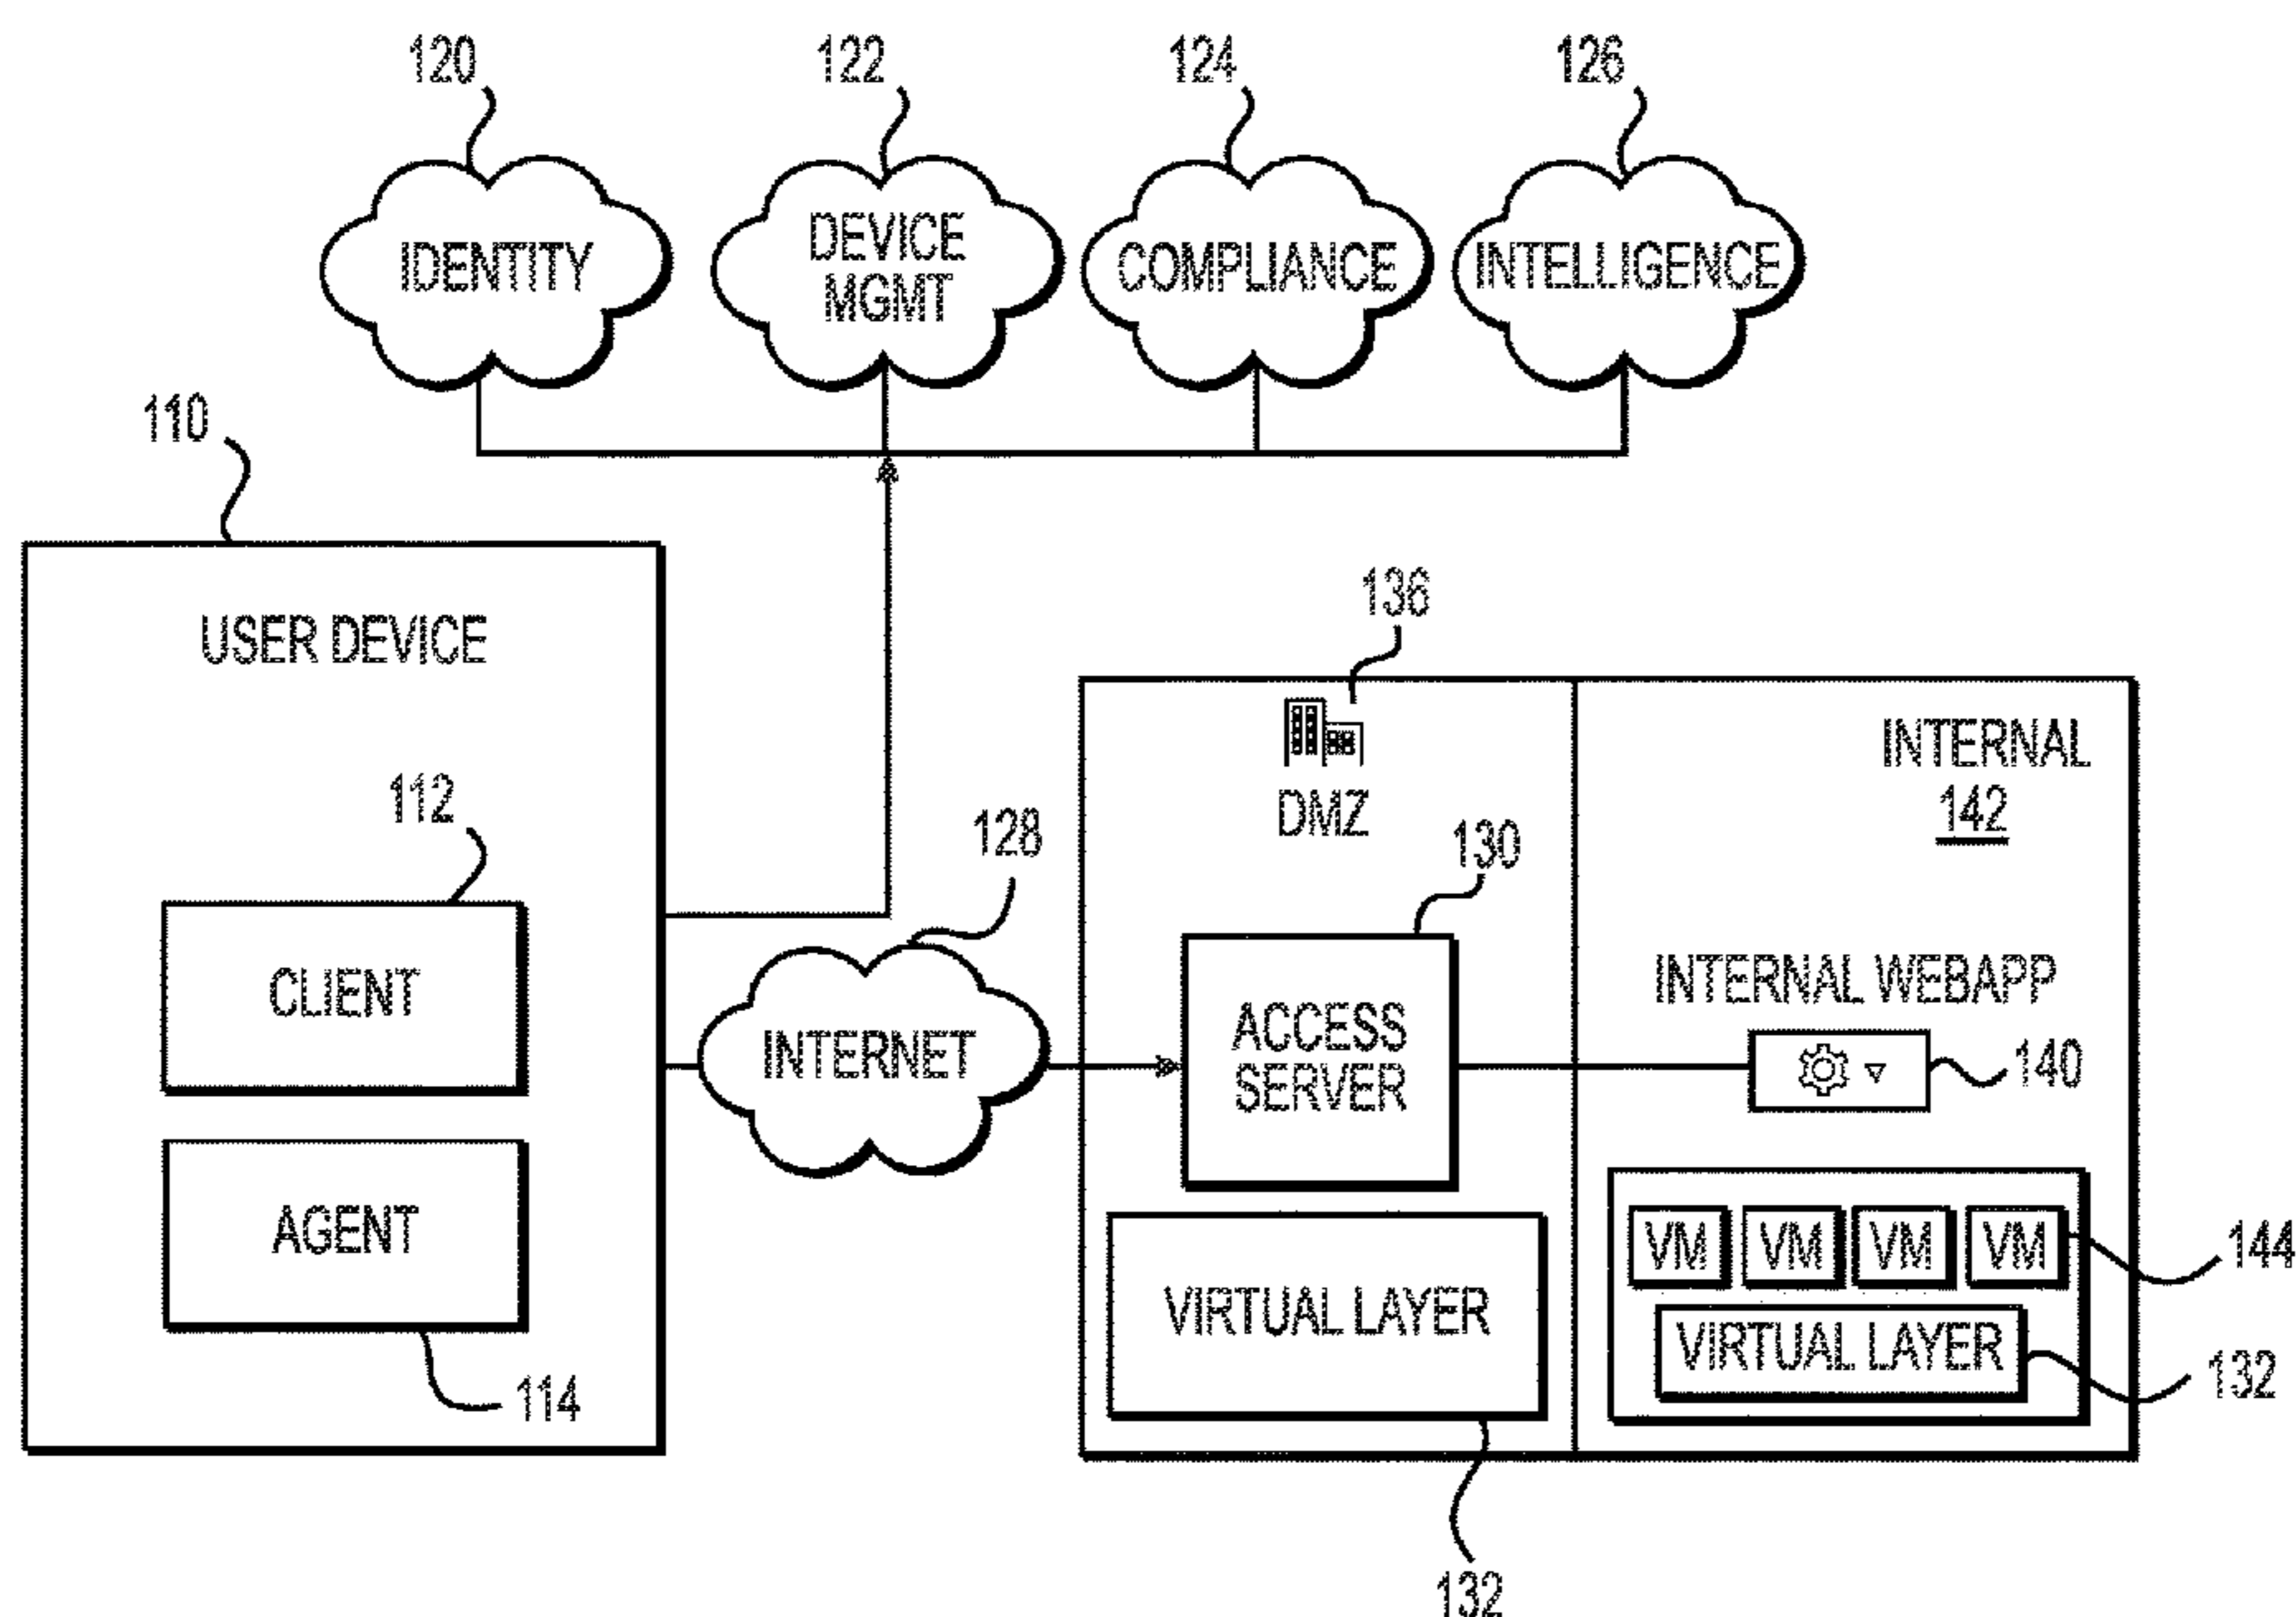 120
122
124
126
IDENTITY
DEVICE
MGMT
COMPLIANCE
INTELLIGENCE
110
USER DEVICE
136
INTERNAL
142
DMZ
112
128
130
CLIENT
INTERNET
ACCESS
SERVER
INTERNAL WEBAPP
140
AGENT
114
VIRTUAL LAYER
VM
VM
VM
VM
144
VIRTUAL LAYER
132
132